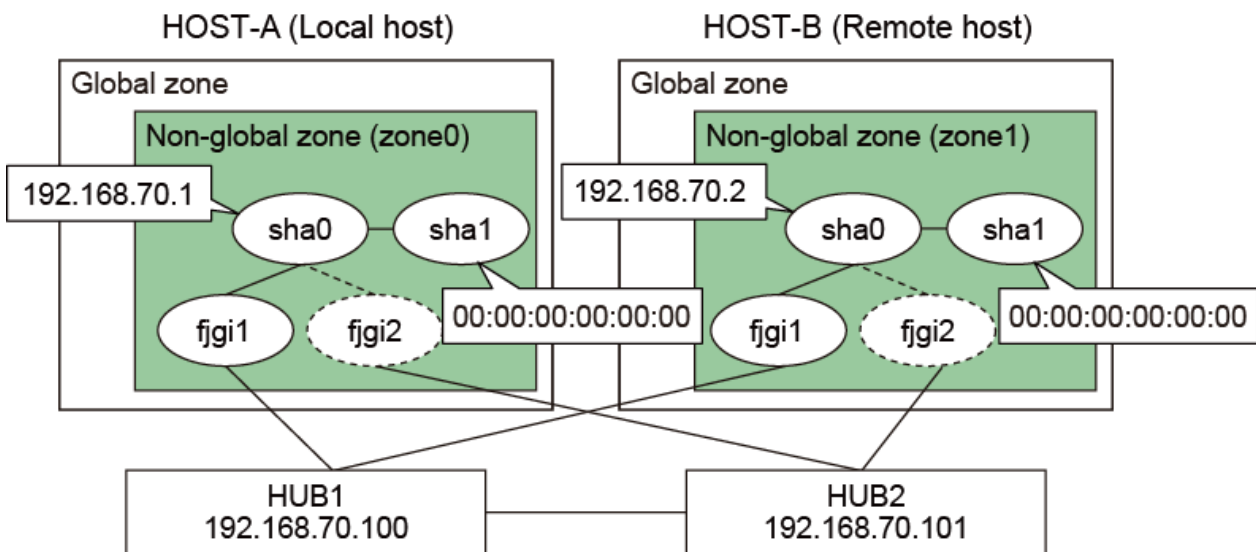 HOST-A (Local host)
HOST-B (Remote host)
Global zone
Non-global zone (zone0)
192.168.70.1
sha0
sha1
fjgi1
fjgi2
00:00:00:00:00:00
Global zone
Non-global zone (zone1)
192.168.70.2
sha0
sha1
fjgi1
fjgi2
00:00:00:00:00:00
HUB1
192.168.70.100
HUB2
192.168.70.101